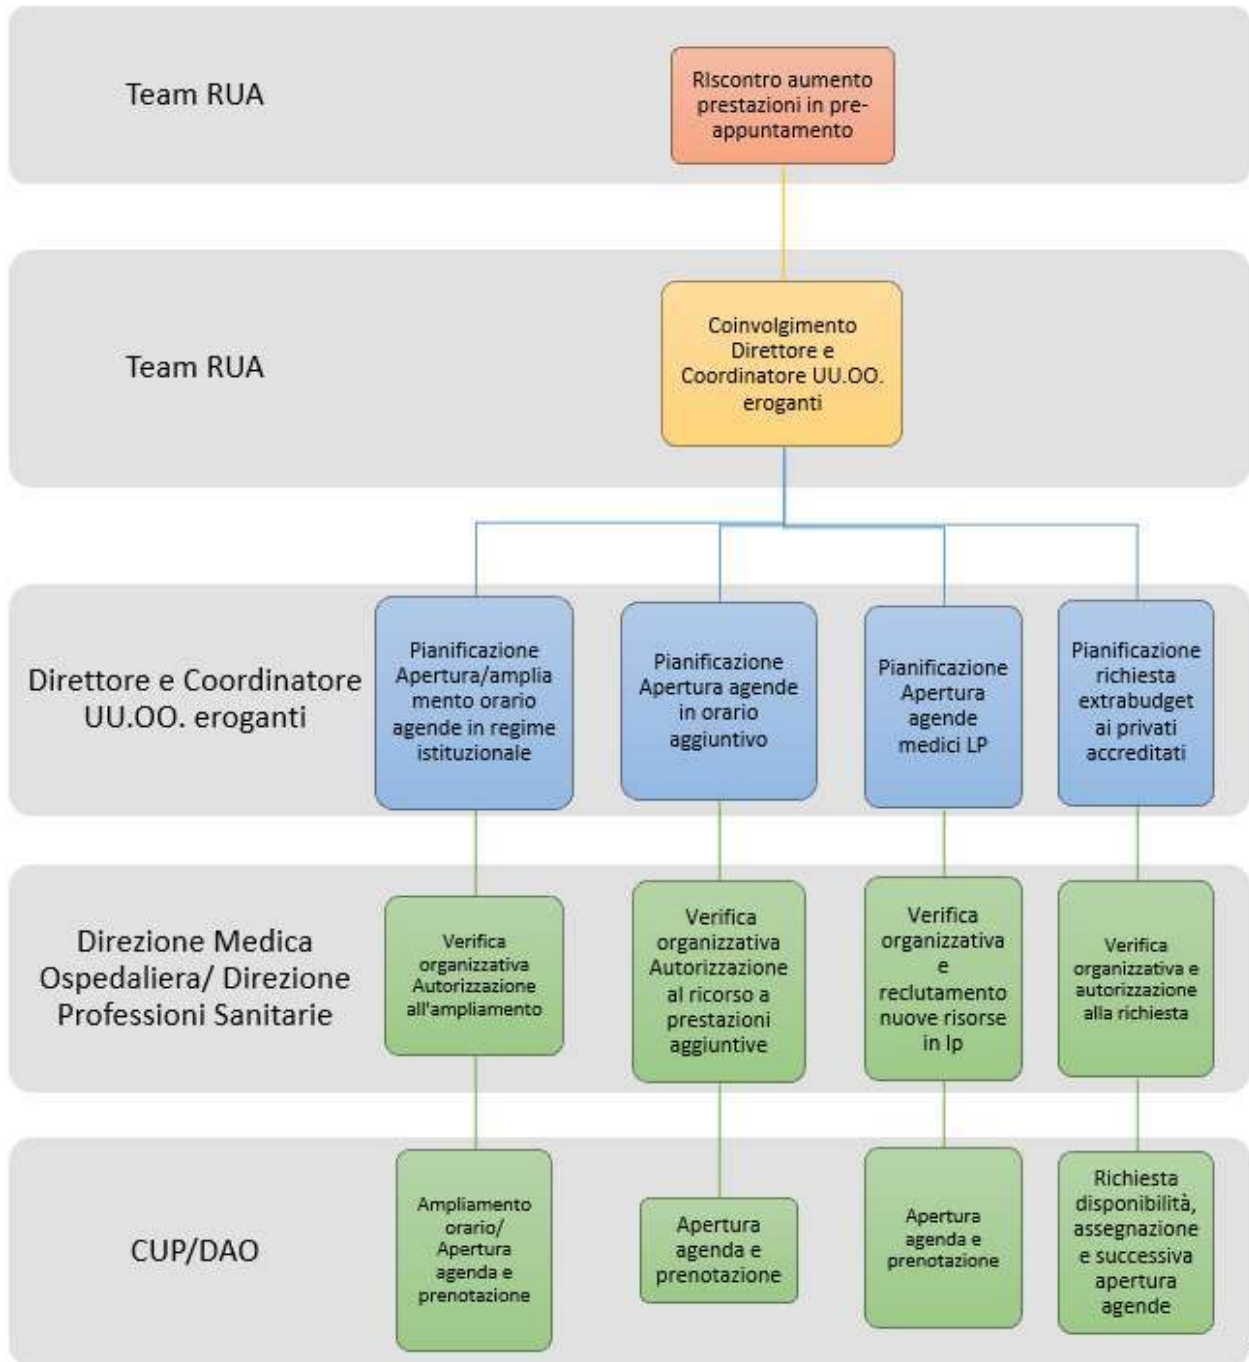 Team RUA
RIscontro aumento
prestazioni in pre-
appuntamento
Team RUA
Coinvolgimento
Direttore e
Coordinatore UU.OO.
eroganti
Direttore e Coordinatore
UU.OO. eroganti
Pianificazione
Apertura/amplia
mento orario
agende in regime
istituzionale
Pianificazione
Apertura agende
in orario
aggiuntivo
Pianificazione
Apertura
agende
medici LP
Pianificazione
richiesta
extrabudget
ai privati
accreditati
Direzione Medica
Ospedaliera/ Direzione
Professioni Sanitarie
Verifica
organizzativa
Autorizzazione
all'ampliamento
Verifica
organizzativa
Autorizzazione
al ricorso a
prestazioni
aggiuntive
Verifica
organizzativa
e
reclutamento
nuove risorse
in lp
Verifica
organizzativa e
autorizzazione
alla richiesta
CUP/DAO
Ampliamento
orario/
Apertura
agenda e
prenotazione
Apertura
agenda e
prenotazione
Apertura
agenda e
prenotazione
Richiesta
disponibilità,
assegnazione
e successiva
apertura
agende